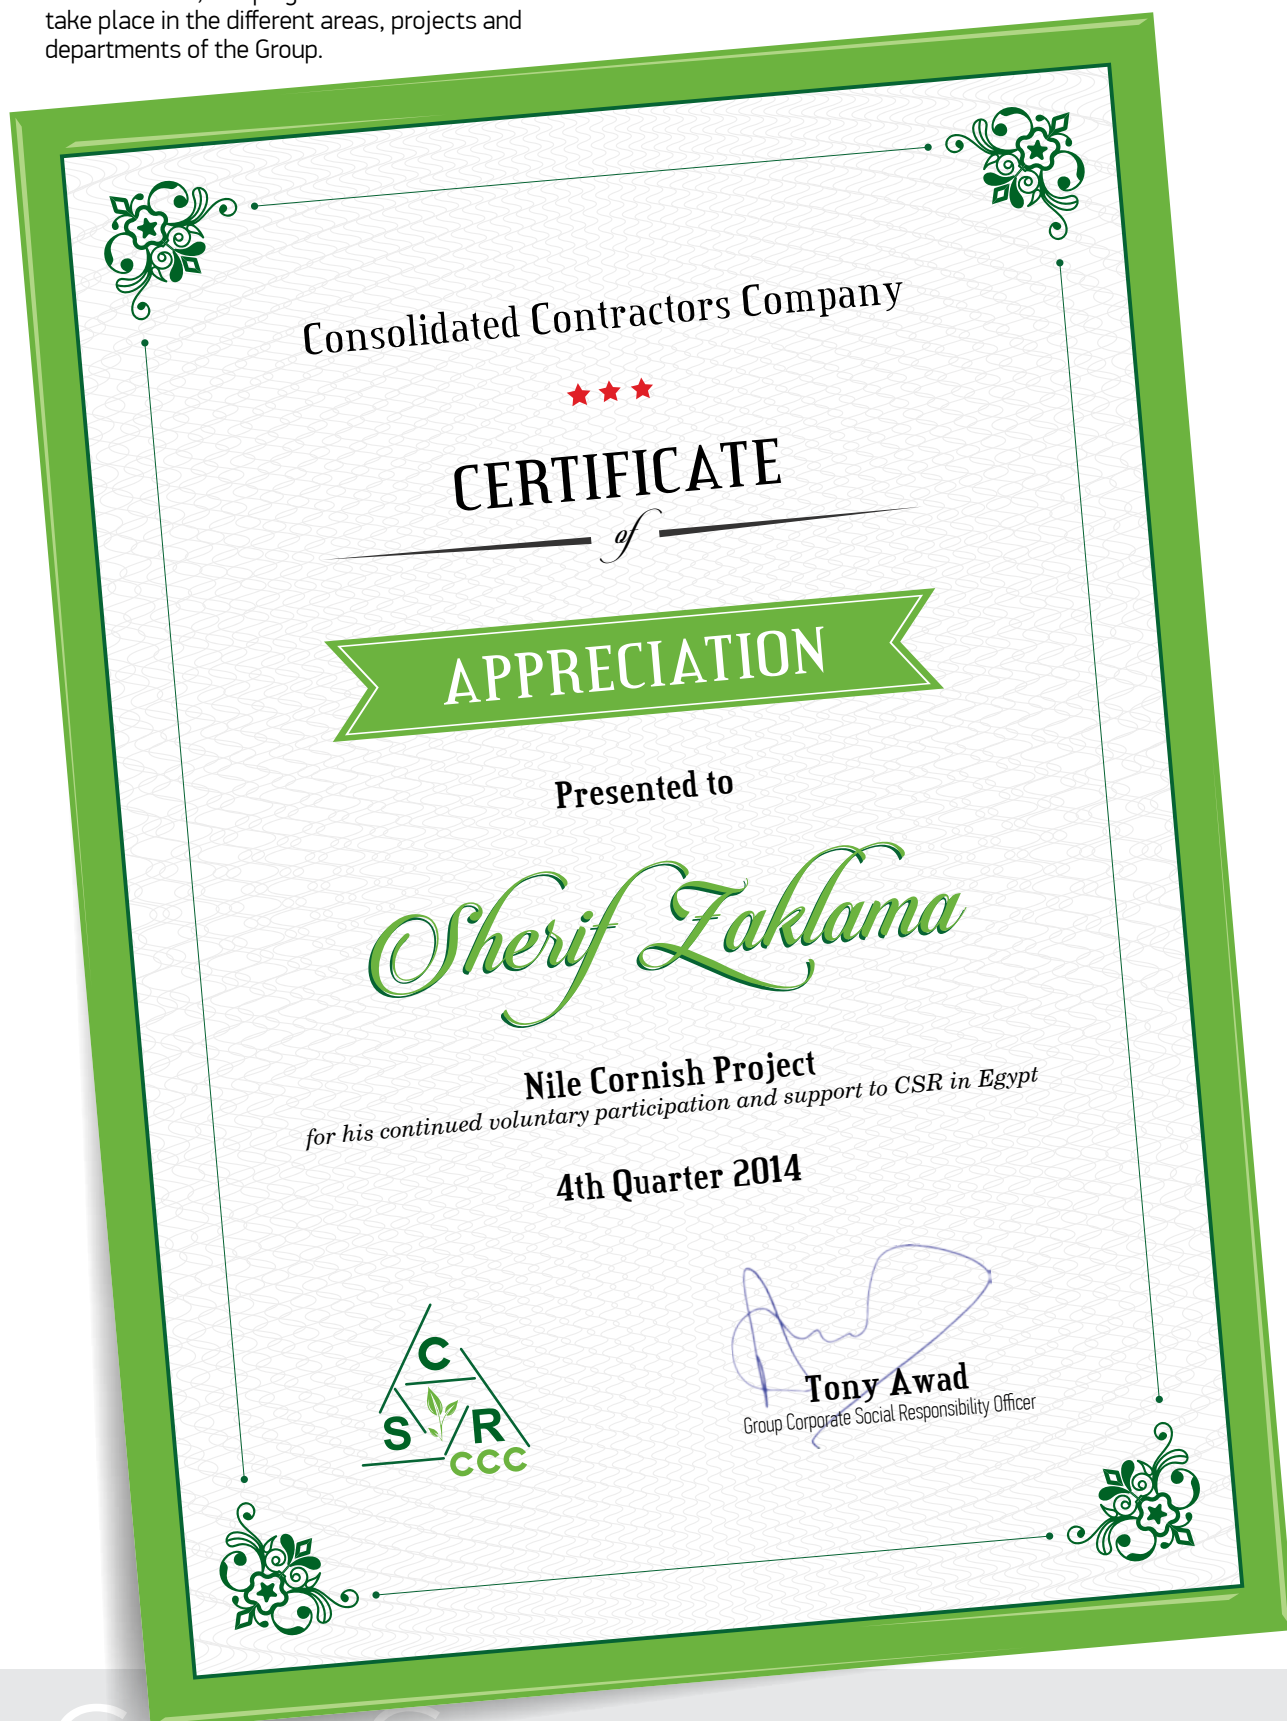 take place in the different areas, projects and
departments of the Group.
Consolidated Contractors Company
CERTIFICATE
of
APPRECIATION
Presented to
Sherif Zaklama
Nile Cornish Project
for his continued voluntary participation and support to CSR in Egypt
4th Quarter 2014
C
S R
CCC
Tony Awad
Group Corporate Social Responsibility Officer